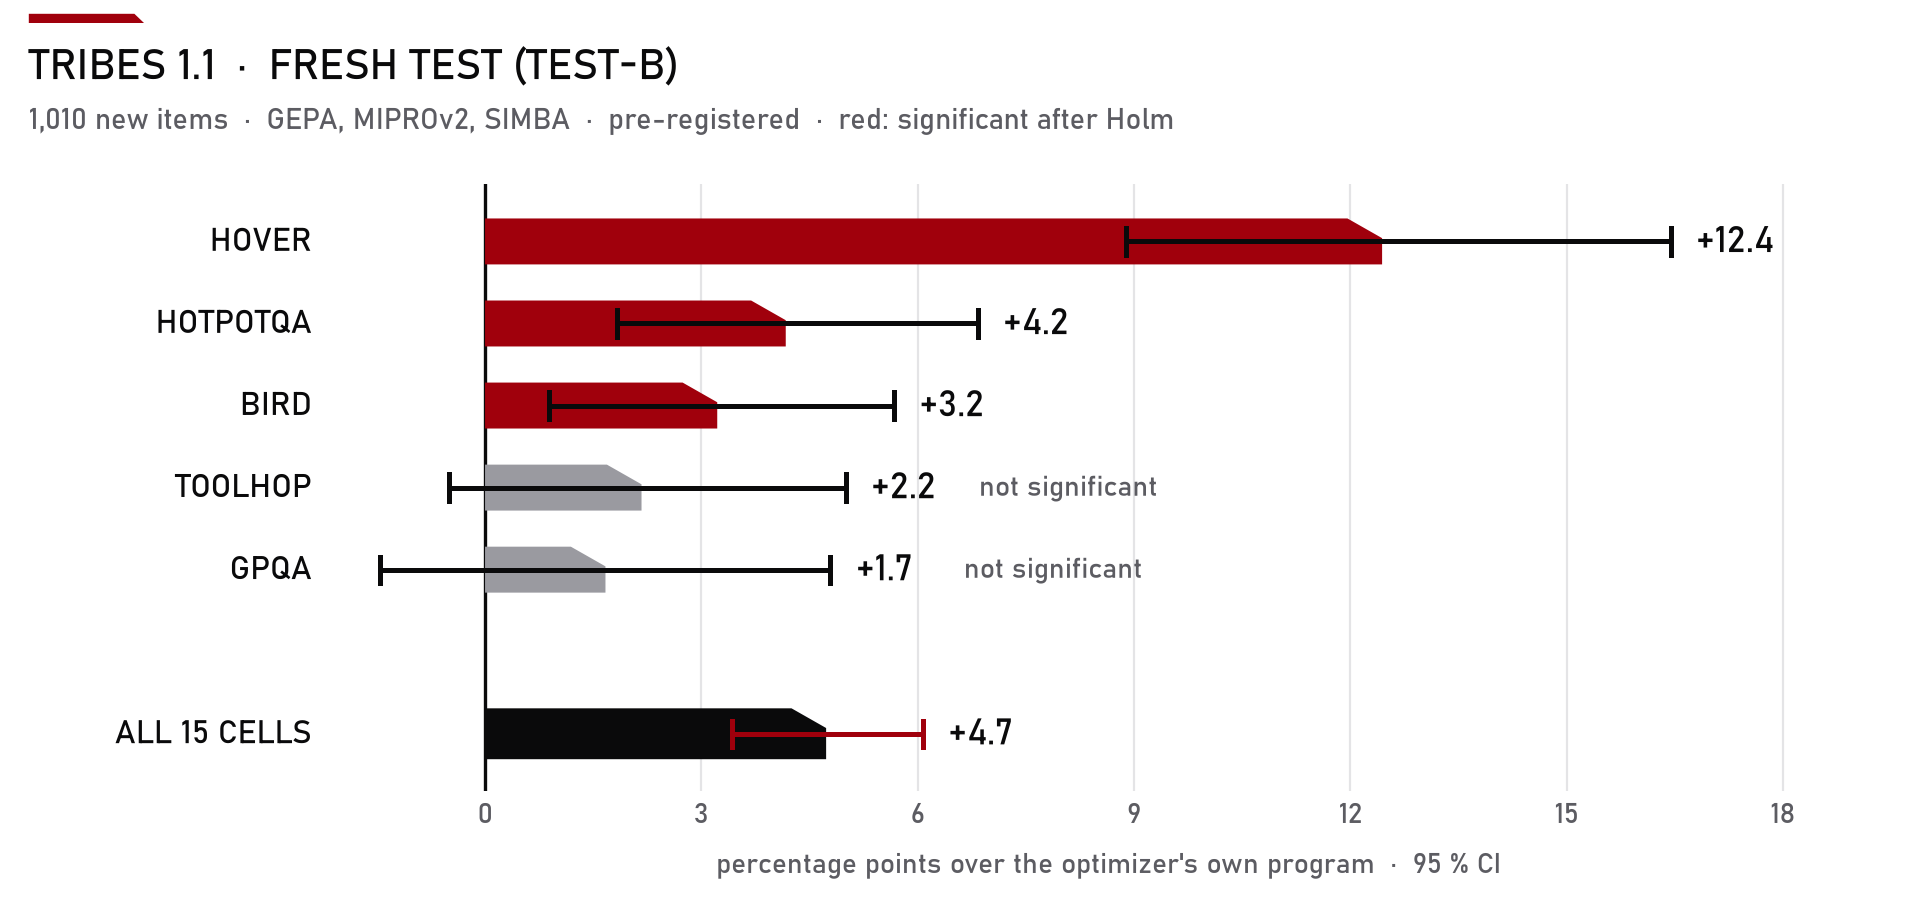 TRIBES 1.1 · FRESH TEST (TEST-B)
1,010 new items · GEPA, MIPROv2, SIMBA · pre-registered · red: significant after Holm
HOVER +12.4
HOTPOTQA +4.2
BIRD +3.2
TOOLHOP +2.2 not significant
GPQA +1.7 not significant
ALL 15 CELLS +4.7
0 3 6 9 12 15 18
percentage points over the optimizer's own program · 95 % CI